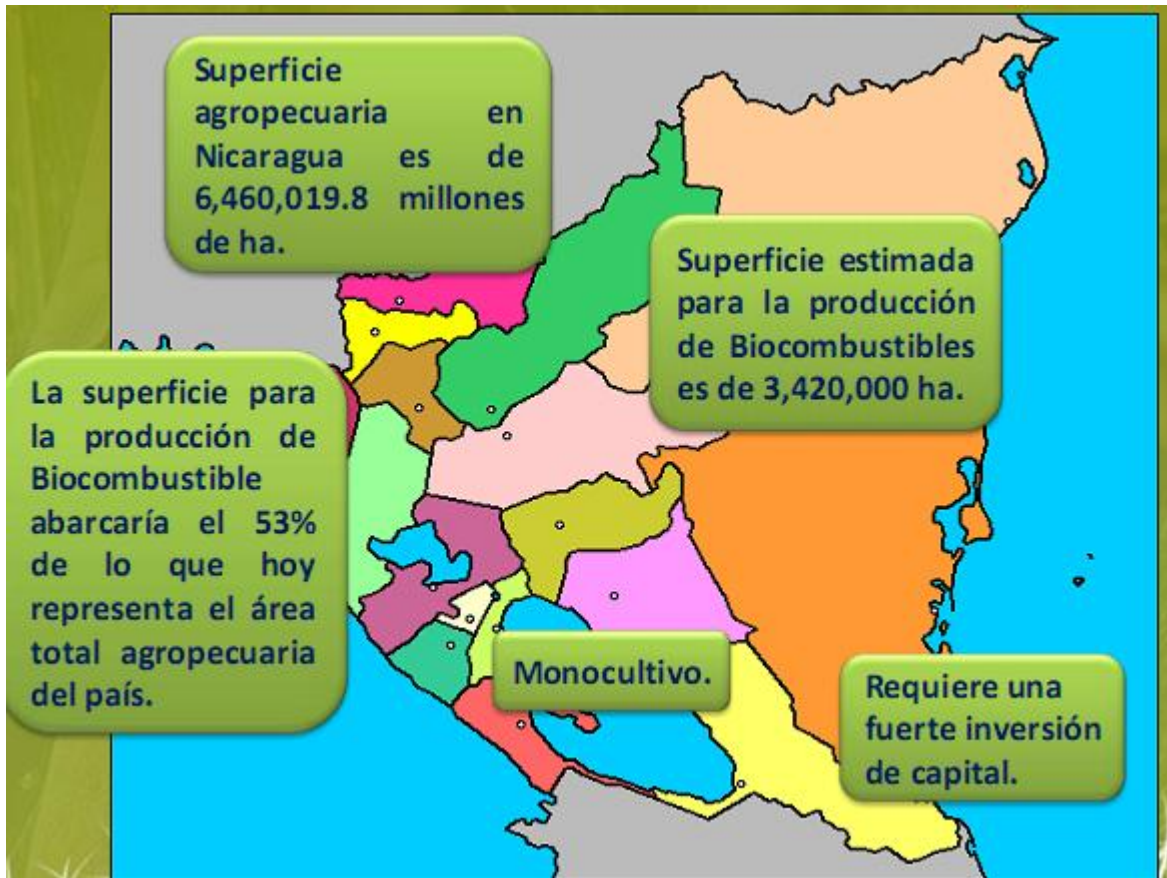 Superficie
agropecuaria en
Nicaragua es de
6,460,019.8 millones
de ha.
Superficie estimada
para la producción
de Biocombustibles
es de 3,420,000 ha.
La superficie para
la producción de
Biocombustible
abarcaría el 53%
de lo que hoy
representa el área
total agropecuaria
del país.
Monocultivo.
Requiere una
fuerte inversión
de capital.